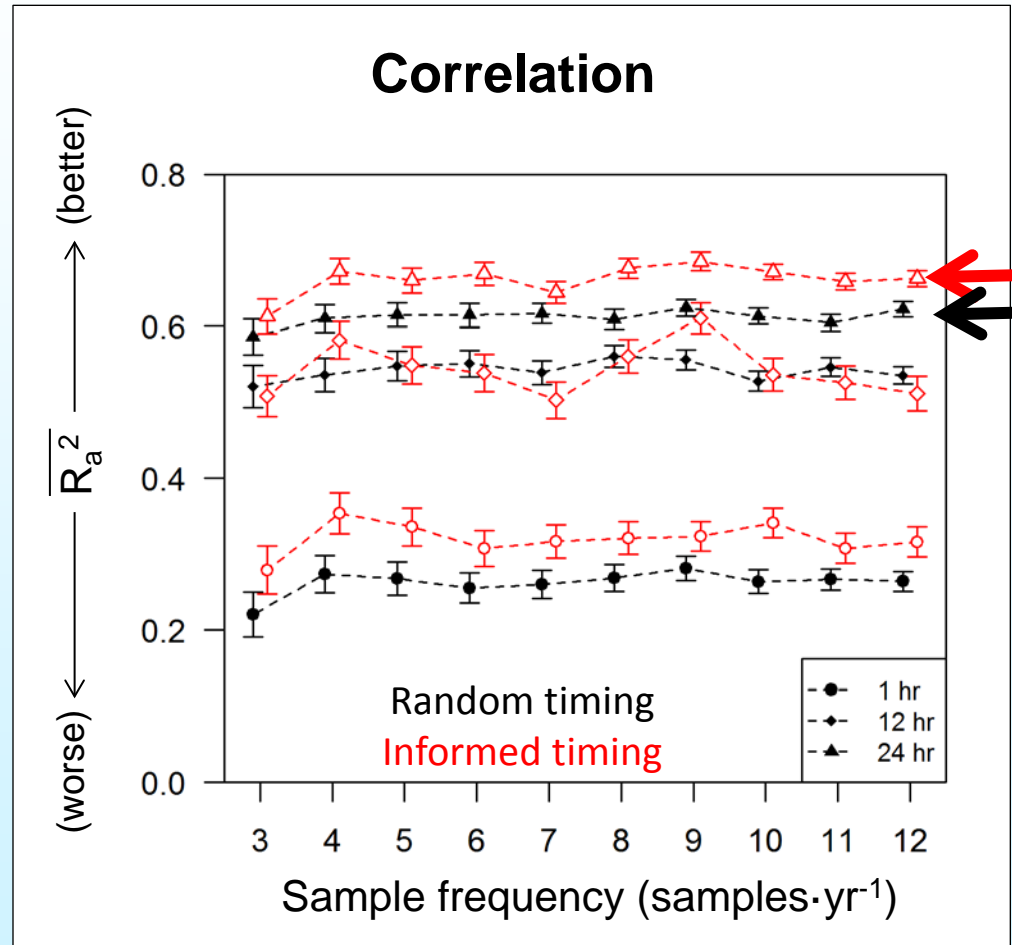 Correlation
(worse) ← R̅ₐ² → (better)
0.8
0.6
0.4
0.2
0.0
Random timing
Informed timing
1 hr
12 hr
24 hr
3 4 5 6 7 8 9 10 11 12
Sample frequency (samples·yr⁻¹)